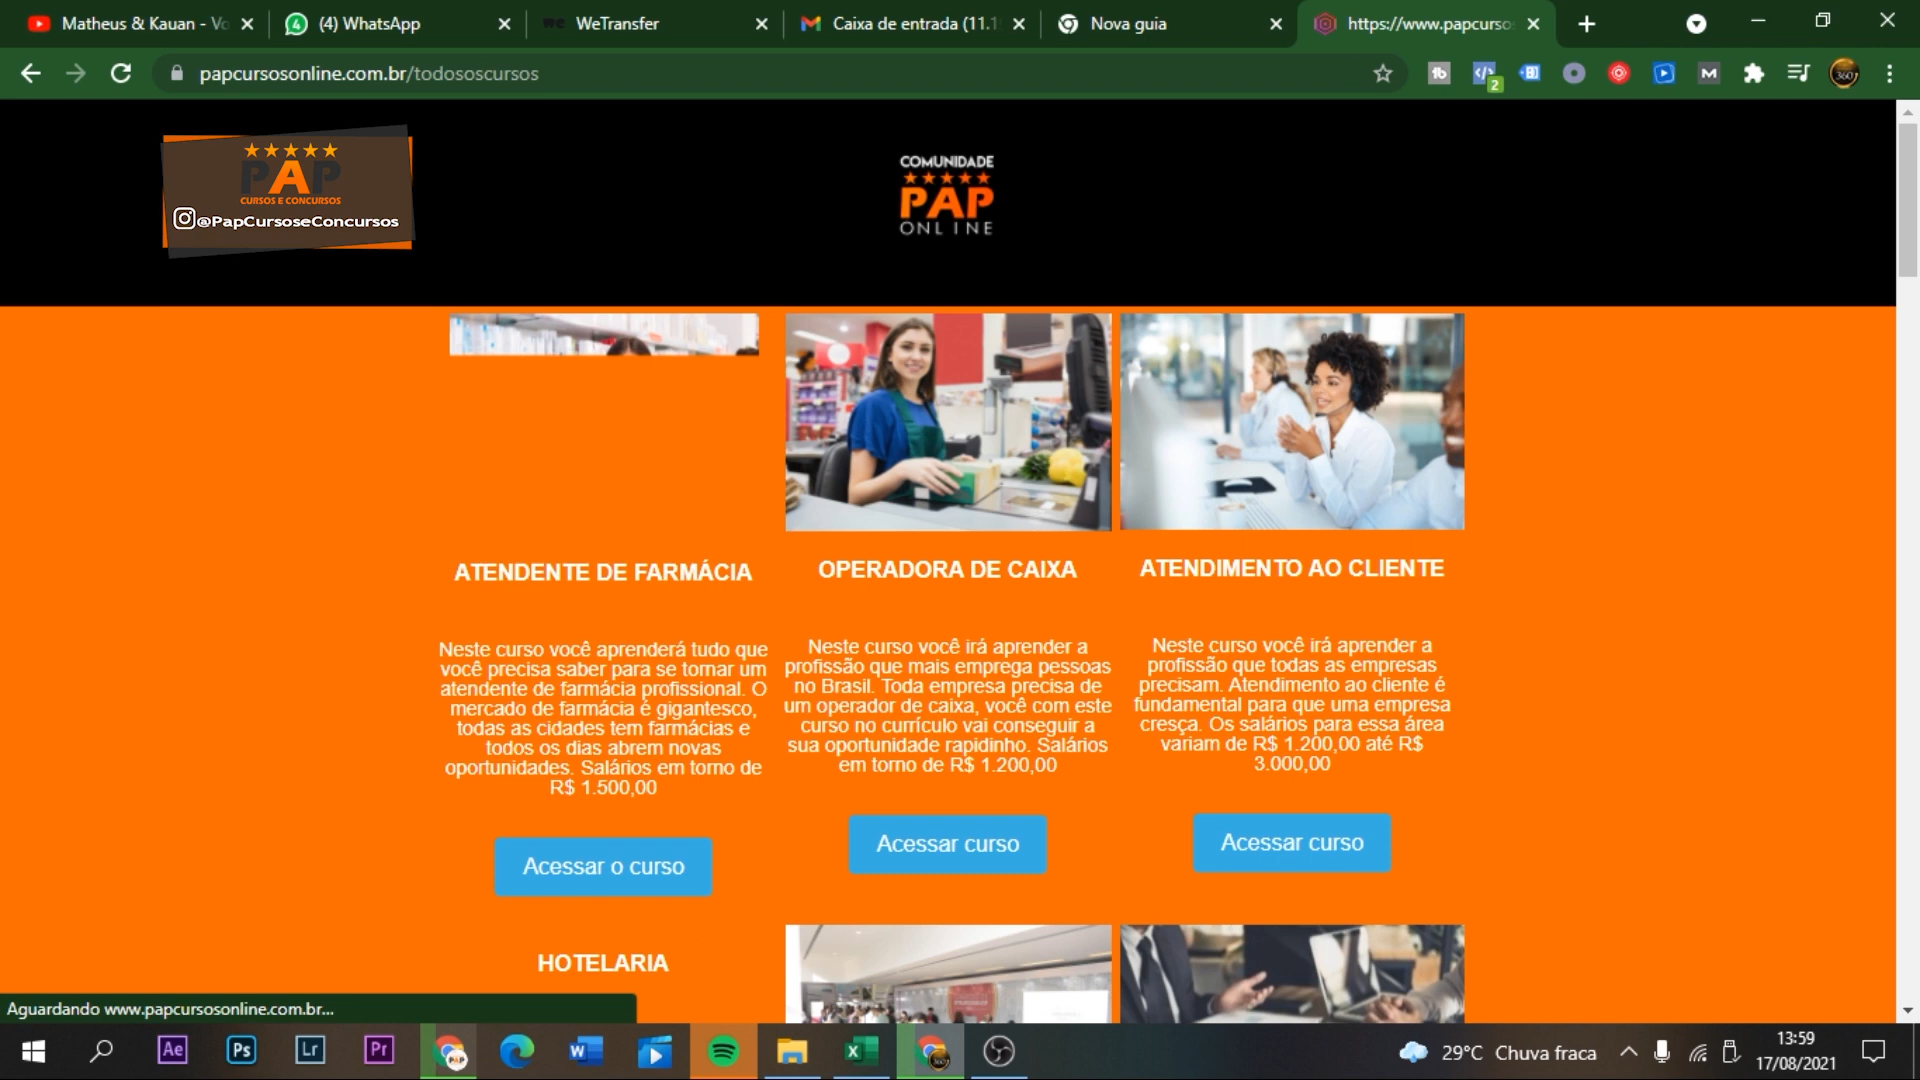 Matheus & Kauan - Vo
(4) WhatsApp
WeTransfer
Caixa de entrada (11.1
Nova guia
https://www.papcurso
papcursosonline.com.br/todososcursos
2
PAP
CURSOS E CONCURSOS
@PapCursoseConcursos
COMUNIDADE
PAP
ONLINE
ATENDENTE DE FARMÁCIA
Neste curso você aprenderá tudo que
você precisa saber para se tornar um
atendente de farmácia profissional. O
mercado de farmácia é gigantesco,
todas as cidades tem farmácias e
todos os dias abrem novas
oportunidades. Salários em torno de
R$ 1.500,00
Acessar o curso
OPERADORA DE CAIXA
Neste curso você irá aprender a
profissão que mais emprega pessoas
no Brasil. Toda empresa precisa de
um operador de caixa, você com este
curso no currículo vai conseguir a
sua oportunidade rapidinho. Salários
em torno de R$ 1.200,00
Acessar curso
ATENDIMENTO AO CLIENTE
Neste curso você irá aprender a
profissão que todas as empresas
precisam. Atendimento ao cliente é
fundamental para que uma empresa
cresça. Os salários para essa área
variam de R$ 1.200,00 até R$
3.000,00
Acessar curso
HOTELARIA
Aguardando www.papcursosonline.com.br...
Ae
Ps
Lr
Pr
29°C Chuva fraca
13:59
17/08/2021